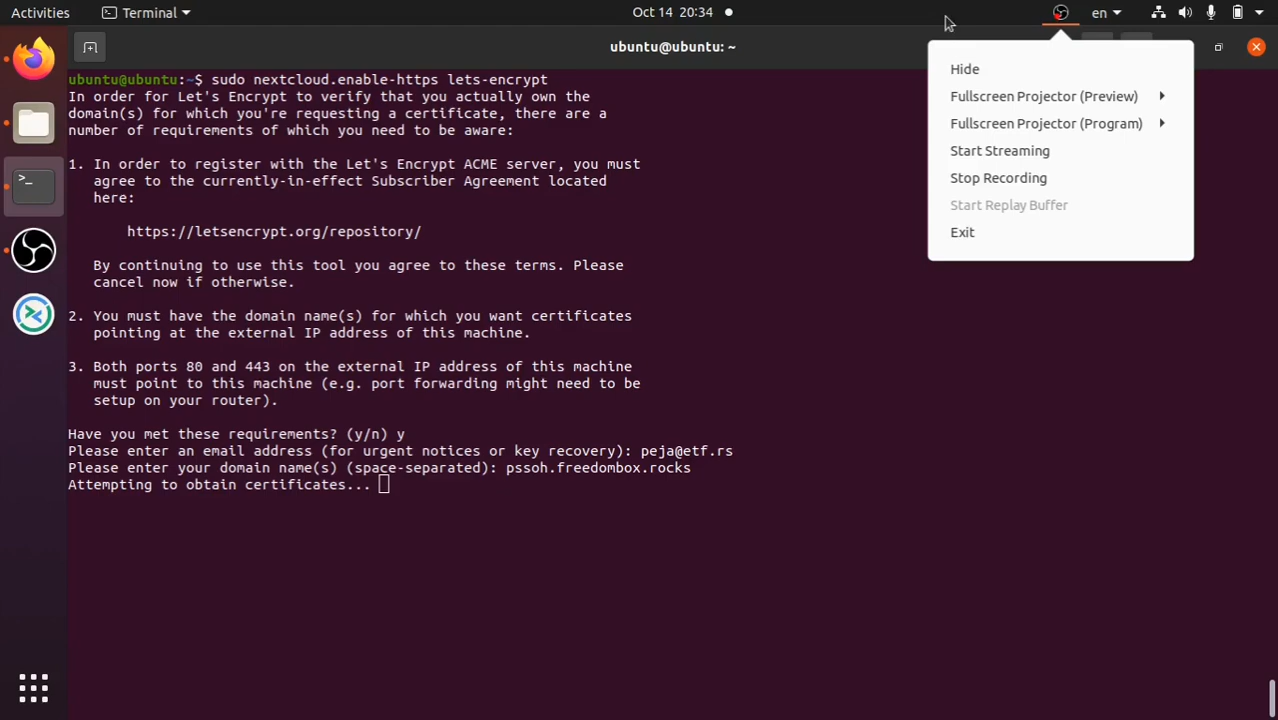 Activities
Terminal
Oct 14 20:34
en
ubuntu@ubuntu: ~
ubuntu@ubuntu:~$ sudo nextcloud.enable-https lets-encrypt
In order for Let's Encrypt to verify that you actually own the
domain(s) for which you're requesting a certificate, there are a
number of requirements of which you need to be aware:
1. In order to register with the Let's Encrypt ACME server, you must
agree to the currently-in-effect Subscriber Agreement located
here:
https://letsencrypt.org/repository/
By continuing to use this tool you agree to these terms. Please
cancel now if otherwise.
2. You must have the domain name(s) for which you want certificates
pointing at the external IP address of this machine.
3. Both ports 80 and 443 on the external IP address of this machine
must point to this machine (e.g. port forwarding might need to be
setup on your router).
Have you met these requirements? (y/n) y
Please enter an email address (for urgent notices or key recovery): peja@etf.rs
Please enter your domain name(s) (space-separated): pssoh.freedombox.rocks
Attempting to obtain certificates...
Hide
Fullscreen Projector (Preview)
Fullscreen Projector (Program)
Start Streaming
Stop Recording
Start Replay Buffer
Exit